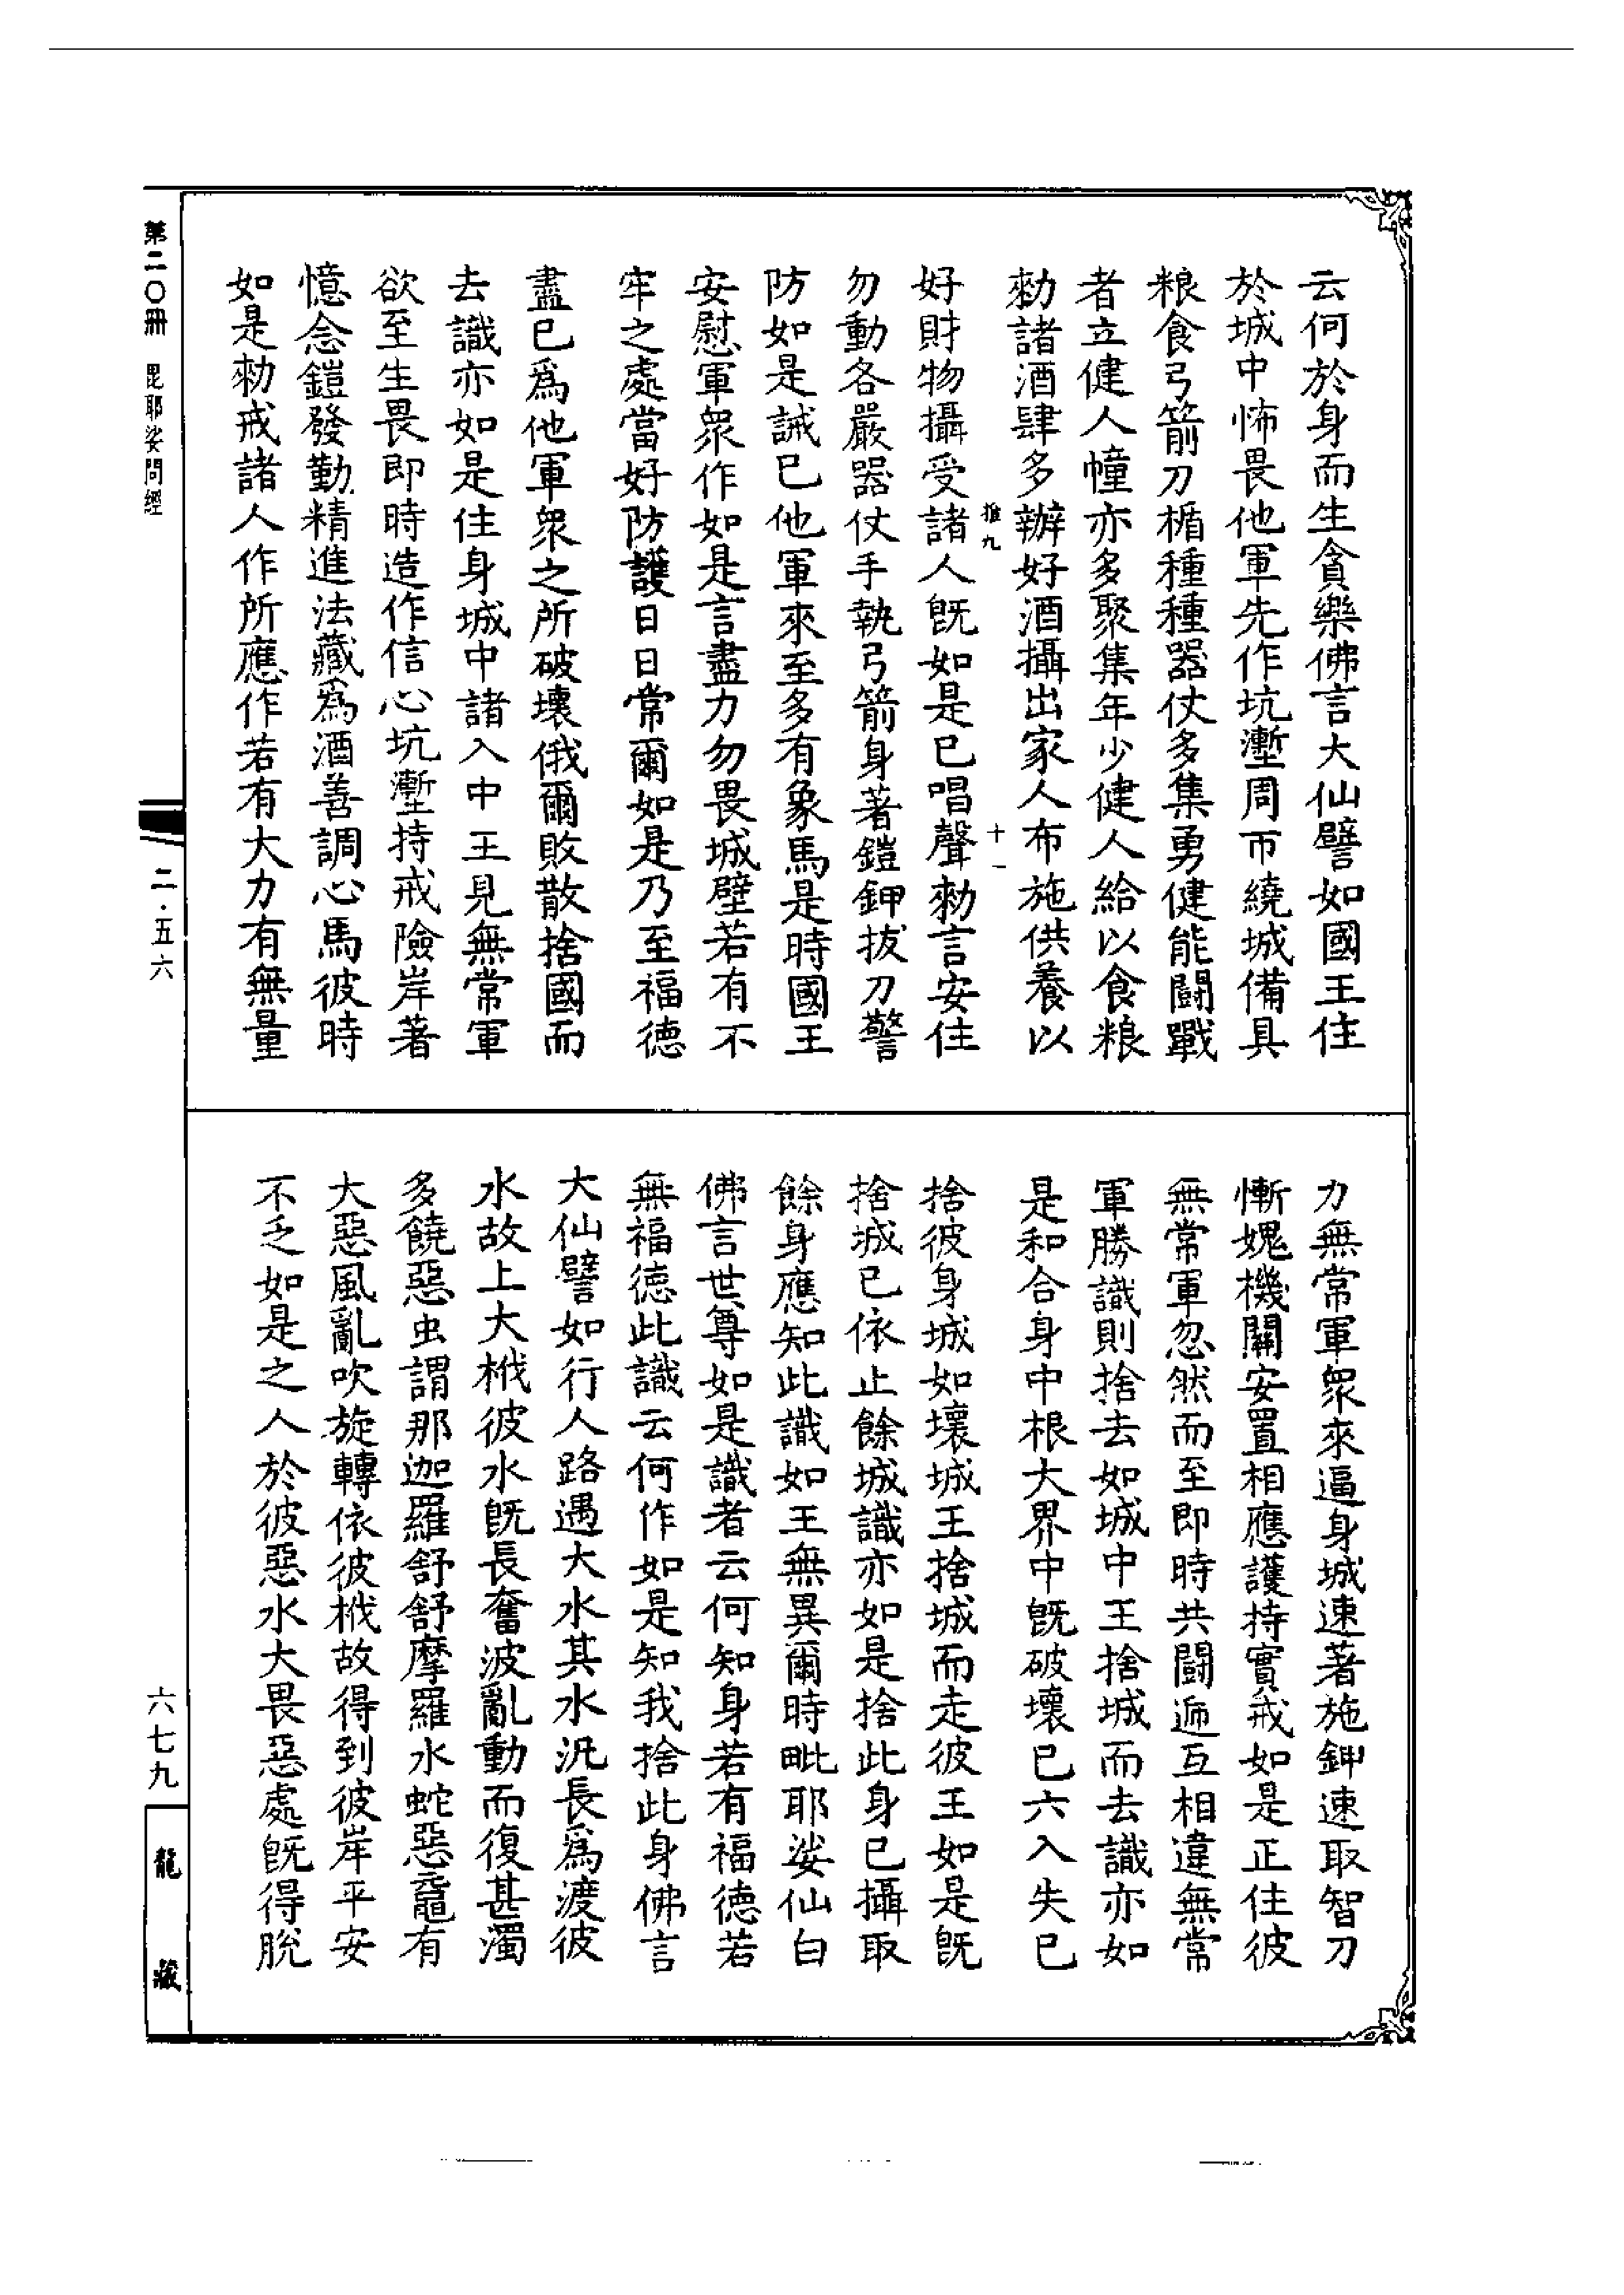 云何於身而生貪樂佛言大仙譬如國王住
於城中怖畏他軍先作坑塹周帀繞城備具
粮食弓箭刀楯種種器仗多集勇健能鬪戰
者立健人幢亦多聚集年少健人給以食粮
勑諸酒肆多辦好酒攝出家人布施供養以
推九
十一
好財物攝受諸人旣如是已唱聲勑言安住
勿動各嚴器仗手執弓箭身著鎧鉀拔刀警
防如是誡已他軍來至多有象馬是時國王
安慰軍衆作如是言盡力勿畏城壁若有不
牢之處當好防護日日常爾如是乃至福德
盡已爲他軍衆之所破壞俄爾敗散捨國而
去識亦如是住身城中諸入中王見無常軍
欲至生畏即時造作信心坑塹持戒險岸著
憶念鎧發勤精進法藏爲酒善調心馬彼時
如是勑戒諸人作所應作若有大力有無量
力無常軍衆來逼身城速著施鉀速取智刀
慚媿機關安置相應護持實戒如是正住彼
無常軍忽然而至即時共鬪遞互相違無常
軍勝識則捨去如城中王捨城而去識亦如
是和合身中根大界中旣破壞已六入失已
捨彼身城如壞城王捨城而走彼王如是旣
捨城已依止餘城識亦如是捨此身已攝取
餘身應知此識如王無異爾時毗耶娑仙白
佛言世尊如是識者云何知身若有福德若
無福德此識云何作如是知我捨此身佛言
大仙譬如行人路遇大水其水汎長爲渡彼
水故上大栰彼水旣長奮波亂動而復甚濁
多饒惡虫謂那迦羅舒舒摩羅水蛇惡黿有
大惡風亂吹旋轉依彼栰故得到彼岸平安
不乏如是之人於彼惡水大畏惡處旣得脫
第二〇冊 毘耶娑問經
二·五六
六七九
龍藏